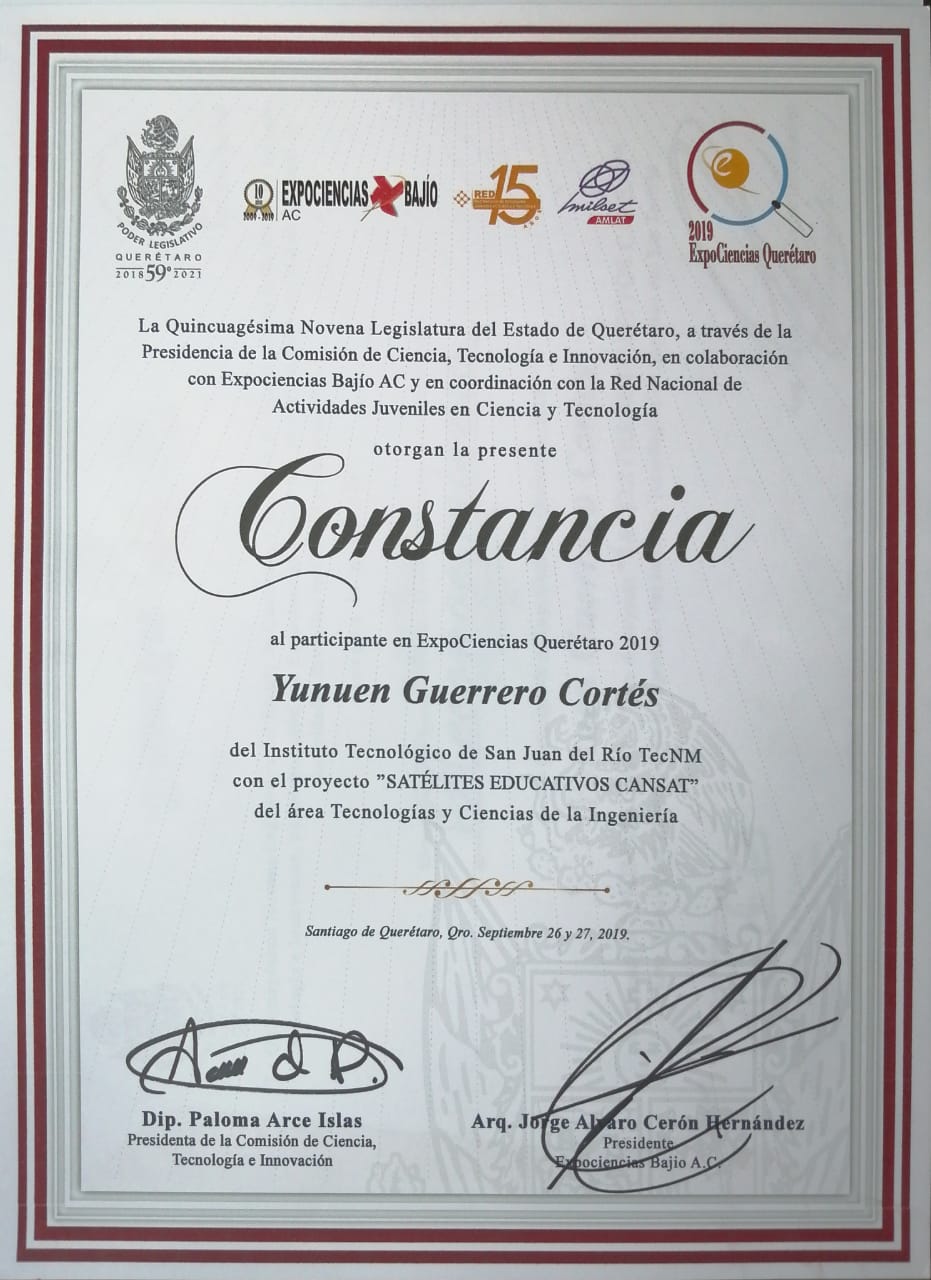 PODER LEGISLATIVO
QUERÉTARO
2018 59º 2021
10
2009 - 2019
EXPOCIENCIAS BAJÍO
AC
RED 15
AÑOS
milset
AMLAT
e
2019
ExpoCiencias Querétaro
La Quincuagésima Novena Legislatura del Estado de Querétaro, a través de la
Presidencia de la Comisión de Ciencia, Tecnología e Innovación, en colaboración
con Expociencias Bajío AC y en coordinación con la Red Nacional de
Actividades Juveniles en Ciencia y Tecnología
otorgan la presente
Constancia
al participante en ExpoCiencias Querétaro 2019
Yunuen Guerrero Cortés
del Instituto Tecnológico de San Juan del Río TecNM
con el proyecto ”SATÉLITES EDUCATIVOS CANSAT”
del área Tecnologías y Ciencias de la Ingeniería
Santiago de Querétaro, Qro. Septiembre 26 y 27, 2019.
Dip. Paloma Arce Islas
Presidenta de la Comisión de Ciencia,
Tecnología e Innovación
Arq. Jorge Alvaro Cerón Hernández
Presidente
Expociencias Bajio A.C.